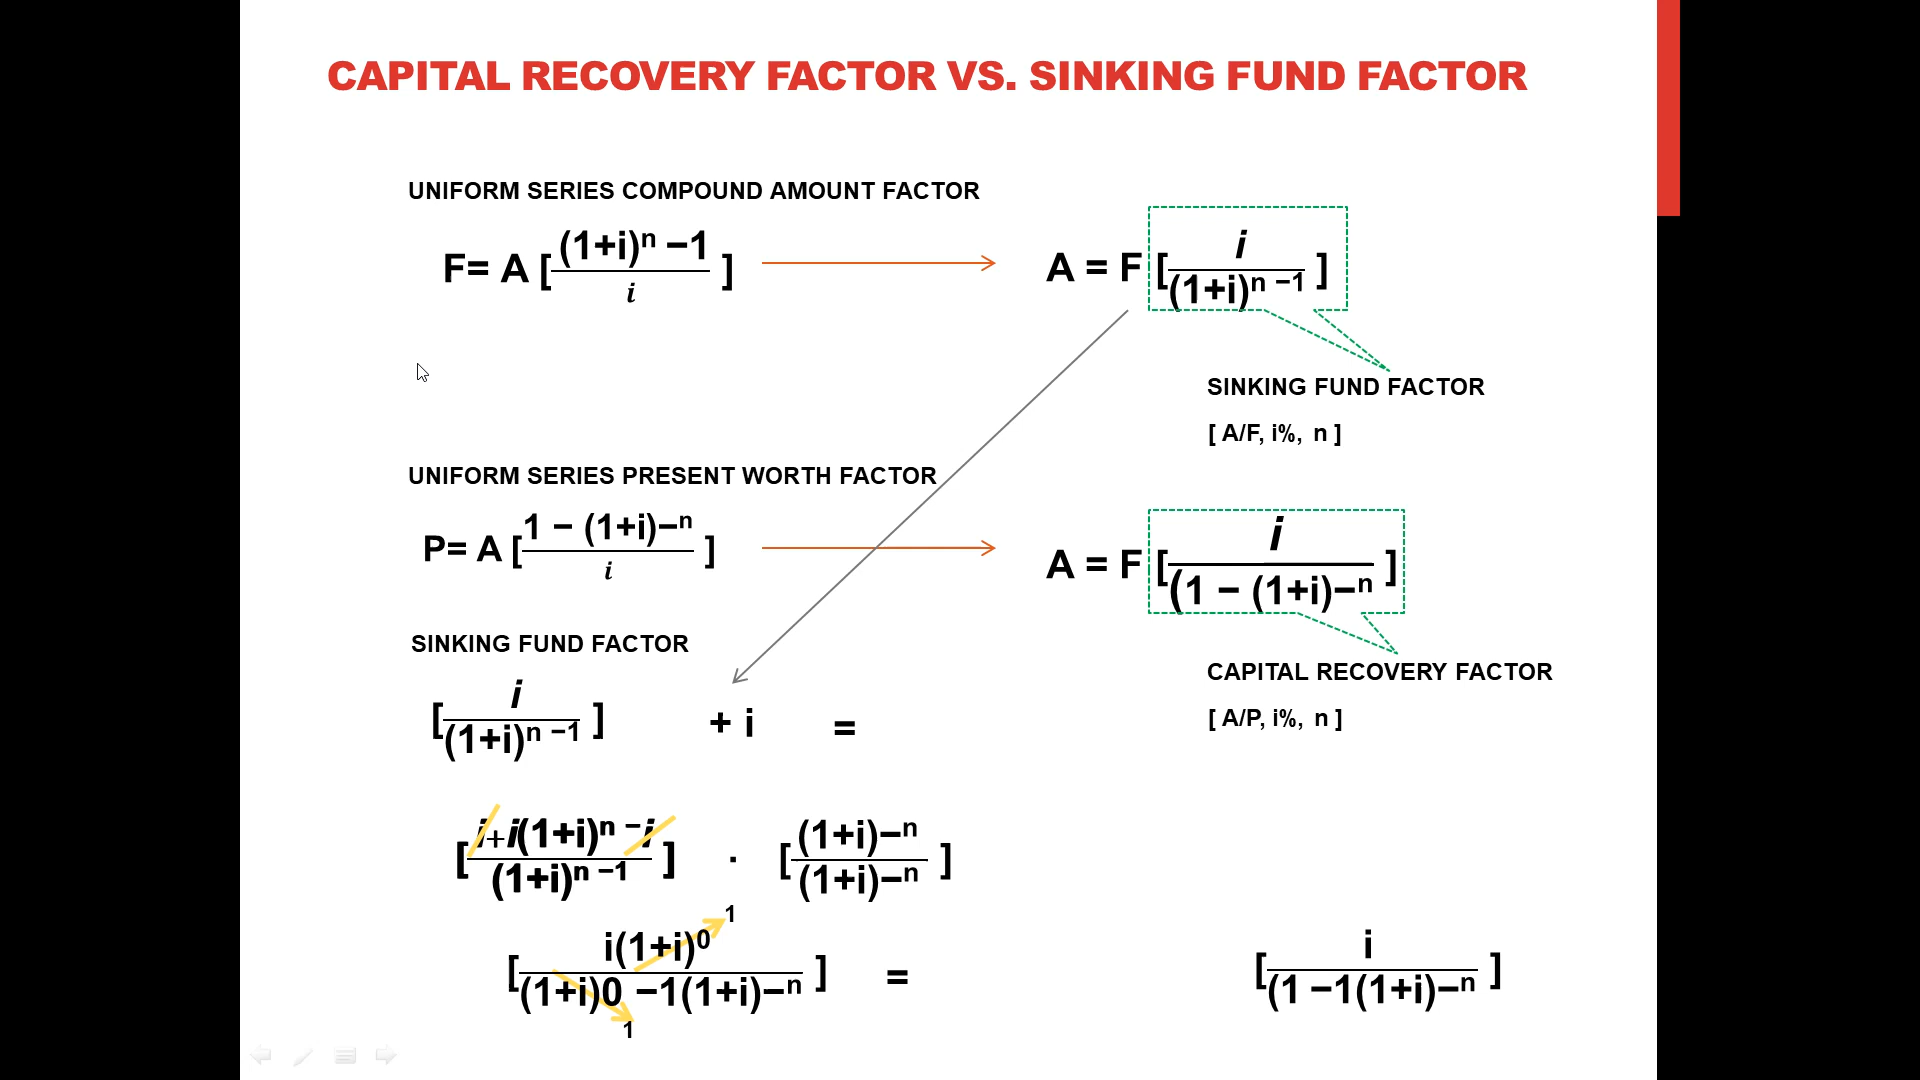 CAPITAL RECOVERY FACTOR VS. SINKING FUND FACTOR
UNIFORM SERIES COMPOUND AMOUNT FACTOR
F= A [ (1+i)ⁿ −1 / i ]
A = F [ i / (1+i)ⁿ ⁻¹ ]
SINKING FUND FACTOR
[ A/F, i%, n ]
UNIFORM SERIES PRESENT WORTH FACTOR
P= A [ 1 − (1+i)−ⁿ / i ]
A = F [ i / (1 − (1+i)−ⁿ ]
CAPITAL RECOVERY FACTOR
[ A/P, i%, n ]
SINKING FUND FACTOR
[ i / (1+i)ⁿ ⁻¹ ] + i =
[ i+i(1+i)ⁿ −i / (1+i)ⁿ ⁻¹ ] · [ (1+i)−ⁿ / (1+i)−ⁿ ]
1
[ i(1+i)⁰ / (1+i)0 −1(1+i)−ⁿ ] = [ i / (1 −1(1+i)−ⁿ ]
1